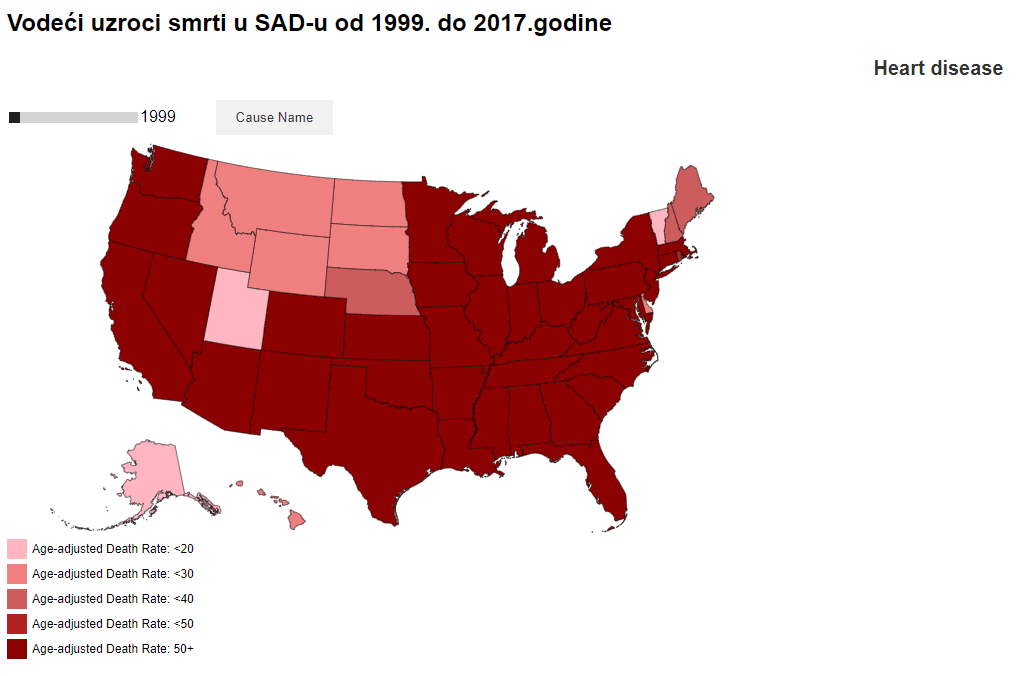 Vodeći uzroci smrti u SAD-u od 1999. do 2017.godine
Heart disease
1999
Cause Name
Age-adjusted Death Rate: <20
Age-adjusted Death Rate: <30
Age-adjusted Death Rate: <40
Age-adjusted Death Rate: <50
Age-adjusted Death Rate: 50+